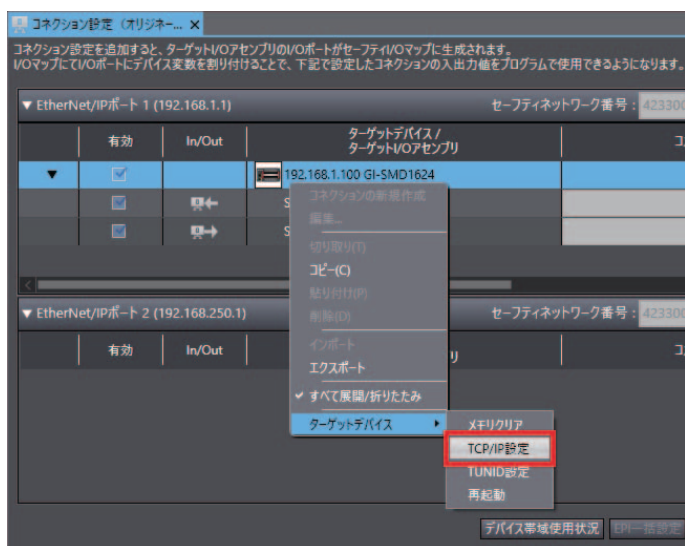 コネクション設定 (オリジネー... ×
コネクション設定を追加すると、ターゲットI/OアセンブリのI/OポートがセーフティI/Oマップに生成されます。
I/OマップにてI/Oポートにデバイス変数を割り付けることで、下記で設定したコネクションの入出力値をプログラムで使用できるようになります。
▼ EtherNet/IPポート 1 (192.168.1.1) セーフティネットワーク番号 : 423300
有効 In/Out ターゲットデバイス /
ターゲットI/Oアセンブリ コ
▼ 192.168.1.100 GI-SMD1624
S
S
コネクションの新規作成
編集...
切り取り(T)
コピー(C)
貼り付け(P)
削除(D)
インポート
エクスポート
✓ すべて展開/折りたたみ
ターゲットデバイス
メモリクリア
TCP/IP設定
TUNID設定
再起動
▼ EtherNet/IPポート 2 (192.168.250.1) セーフティネットワーク番号 : 423300
有効 In/Out リ コ
デバイス帯域使用状況 EPI一括設定